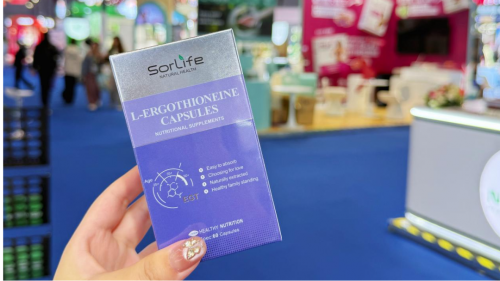 SorLife
NATURAL HEALTH
L-ERGOTHIONEINE
CAPSULES
NUTRITIONAL SUPPLEMENTS
Easy to absorb
Choosing for love
Naturally extracted
Healthy family standing
Age
EGT
HEALTHY NUTRITION
60 Capsules